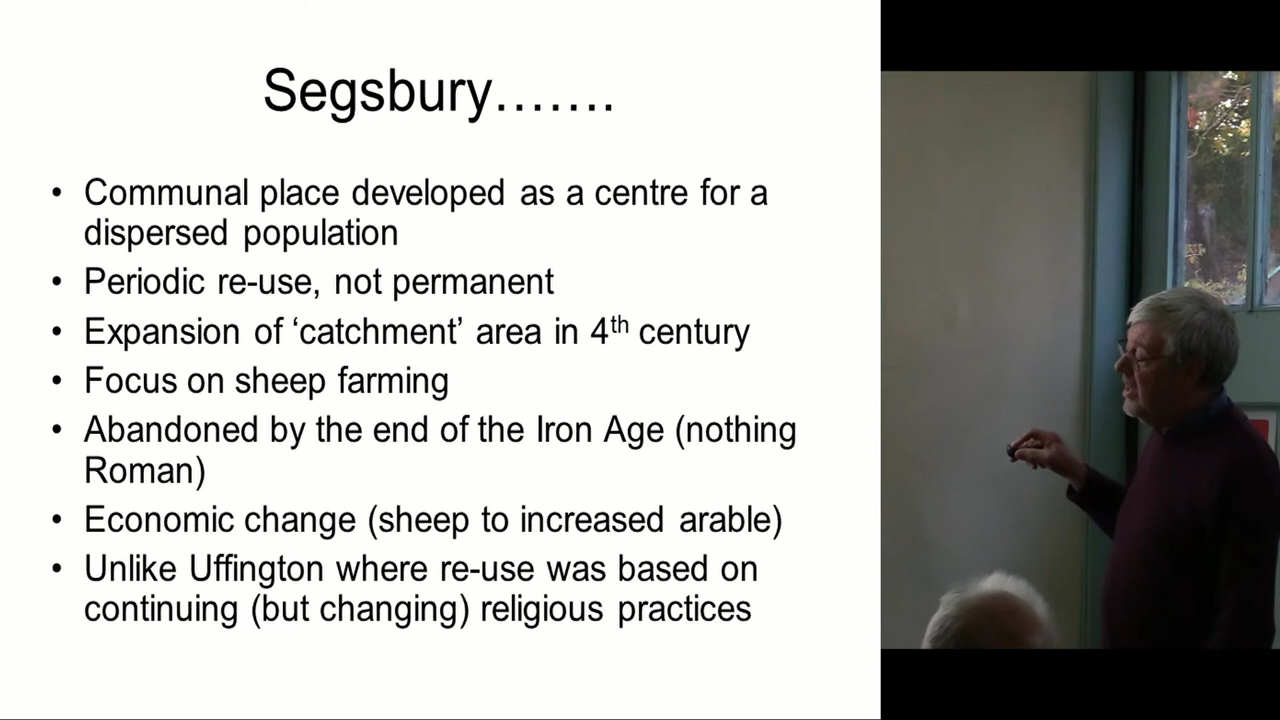 Segsbury…….
• Communal place developed as a centre for a
dispersed population
• Periodic re-use, not permanent
• Expansion of ‘catchment’ area in 4th century
• Focus on sheep farming
• Abandoned by the end of the Iron Age (nothing
Roman)
• Economic change (sheep to increased arable)
• Unlike Uffington where re-use was based on
continuing (but changing) religious practices